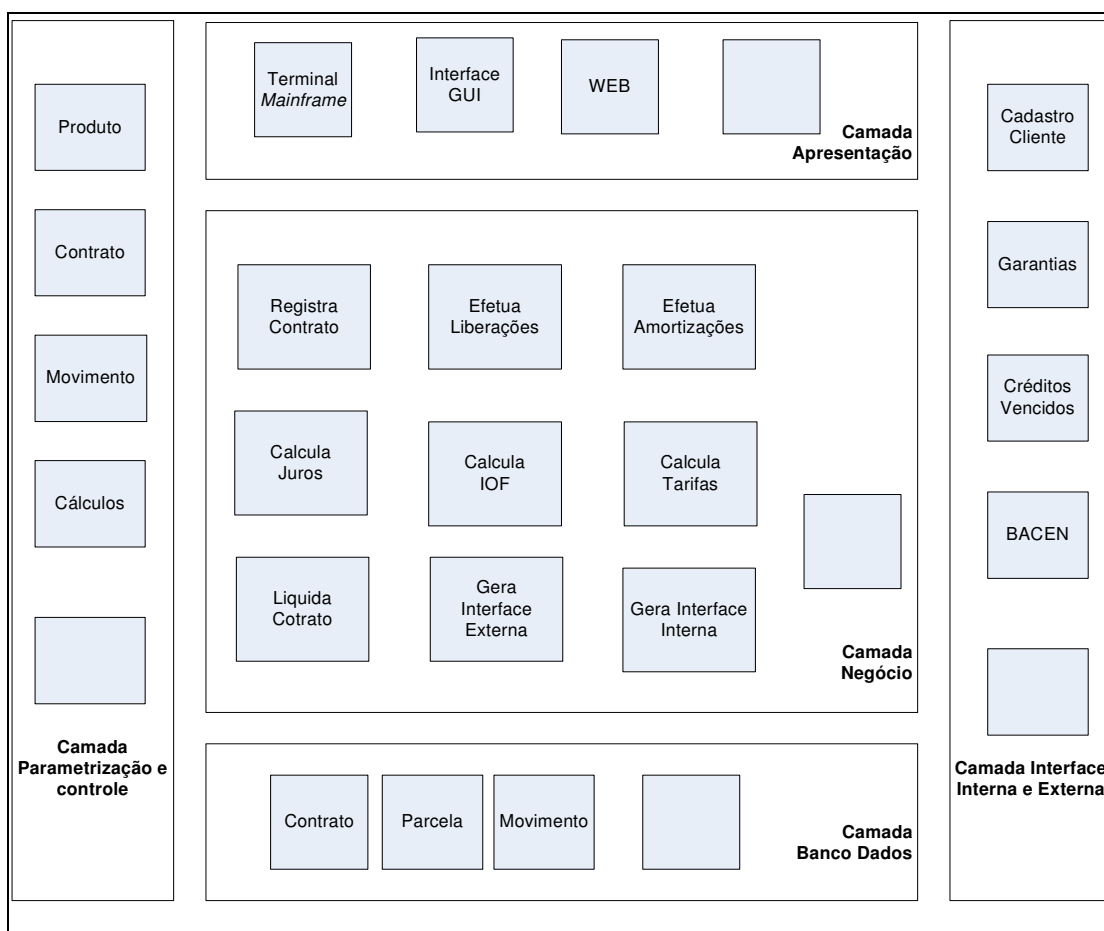 Produto
Contrato
Movimento
Cálculos
Camada
Parametrização e
controle
Terminal
Mainframe
Interface
GUI
WEB
Camada
Apresentação
Registra
Contrato
Efetua
Liberações
Efetua
Amortizações
Calcula
Juros
Calcula
IOF
Calcula
Tarifas
Liquida
Cotrato
Gera
Interface
Externa
Gera Interface
Interna
Camada
Negócio
Contrato
Parcela
Movimento
Camada
Banco Dados
Cadastro
Cliente
Garantias
Créditos
Vencidos
BACEN
Camada Interface
Interna e Externa